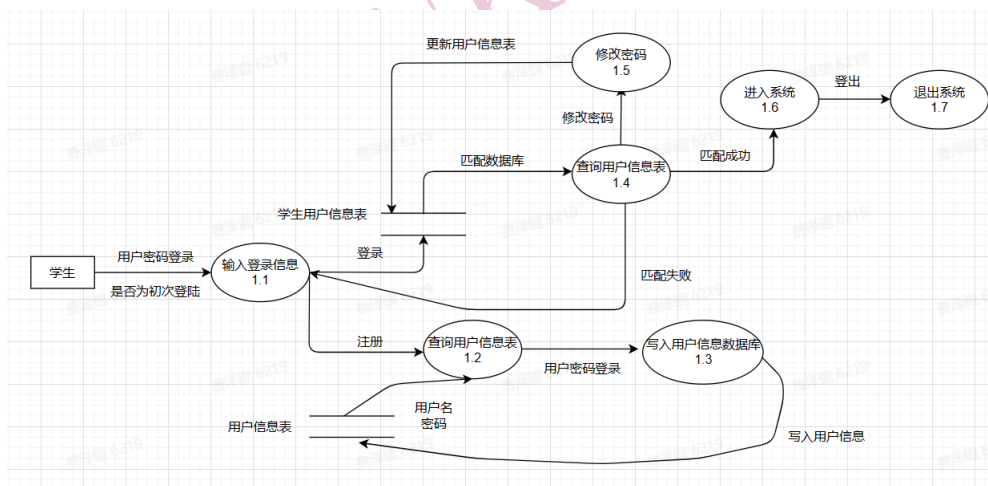 更新用户信息表
修改密码
1.5
进入系统
1.6
登出
退出系统
1.7
修改密码
匹配数据库
查询用户信息表
1.4
匹配成功
学生用户信息表
学生
用户密码登录
是否为初次登陆
输入登录信息
1.1
登录
匹配失败
注册
查询用户信息表
1.2
用户密码登录
写入用户信息数据库
1.3
用户信息表
用户名
密码
写入用户信息